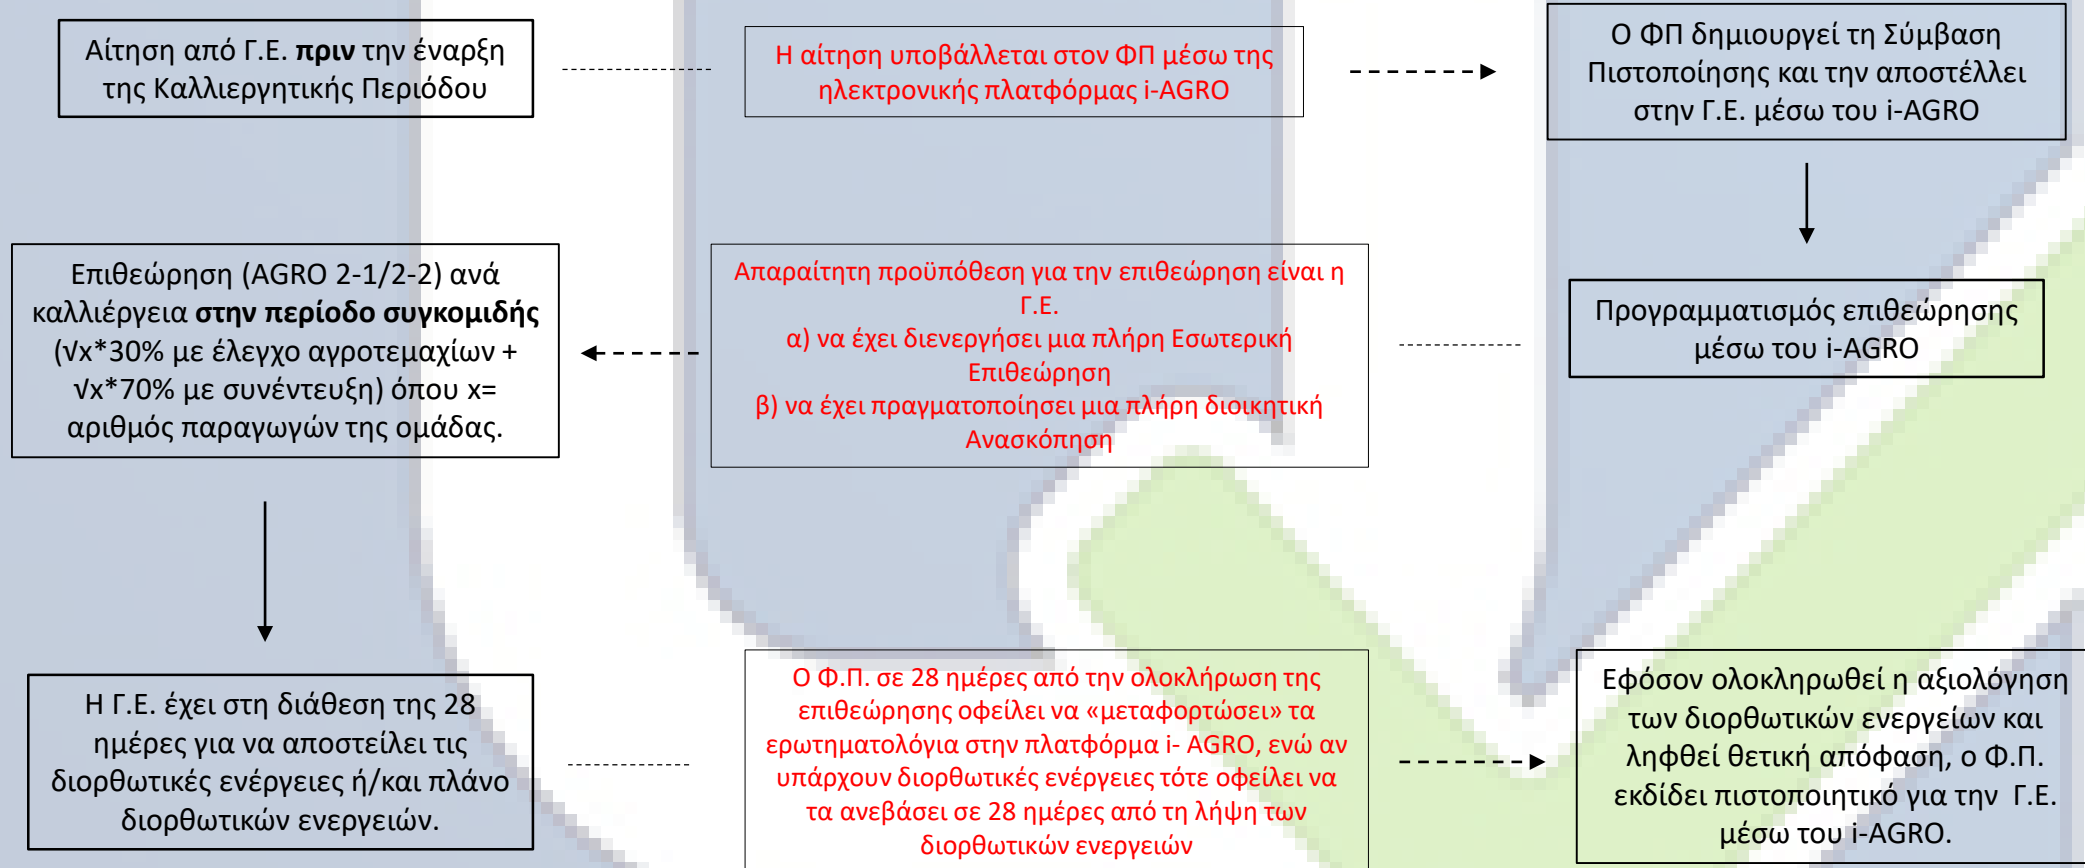 Αίτηση από Γ.Ε. πριν την έναρξη
της Καλλιεργητικής Περιόδου
Η αίτηση υποβάλλεται στον ΦΠ μέσω της
ηλεκτρονικής πλατφόρμας i-AGRO
Ο ΦΠ δημιουργεί τη Σύμβαση
Πιστοποίησης και την αποστέλλει
στην Γ.Ε. μέσω του i-AGRO
Προγραμματισμός επιθεώρησης
μέσω του i-AGRO
Απαραίτητη προϋπόθεση για την επιθεώρηση είναι η
Γ.Ε.
α) να έχει διενεργήσει μια πλήρη Εσωτερική
Επιθεώρηση
β) να έχει πραγματοποίησει μια πλήρη διοικητική
Ανασκόπηση
Επιθεώρηση (AGRO 2-1/2-2) ανά
καλλιέργεια στην περίοδο συγκομιδής
(√x*30% με έλεγχο αγροτεμαχίων +
√x*70% με συνέντευξη) όπου x=
αριθμός παραγωγών της ομάδας.
Η Γ.Ε. έχει στη διάθεση της 28
ημέρες για να αποστείλει τις
διορθωτικές ενέργειες ή/και πλάνο
διορθωτικών ενεργειών.
Ο Φ.Π. σε 28 ημέρες από την ολοκλήρωση της
επιθεώρησης οφείλει να «μεταφορτώσει» τα
ερωτηματολόγια στην πλατφόρμα i- AGRO, ενώ αν
υπάρχουν διορθωτικές ενέργειες τότε οφείλει να
τα ανεβάσει σε 28 ημέρες από τη λήψη των
διορθωτικών ενεργειών
Εφόσον ολοκληρωθεί η αξιολόγηση
των διορθωτικών ενεργείων και
ληφθεί θετική απόφαση, ο Φ.Π.
εκδίδει πιστοποιητικό για την Γ.Ε.
μέσω του i-AGRO.